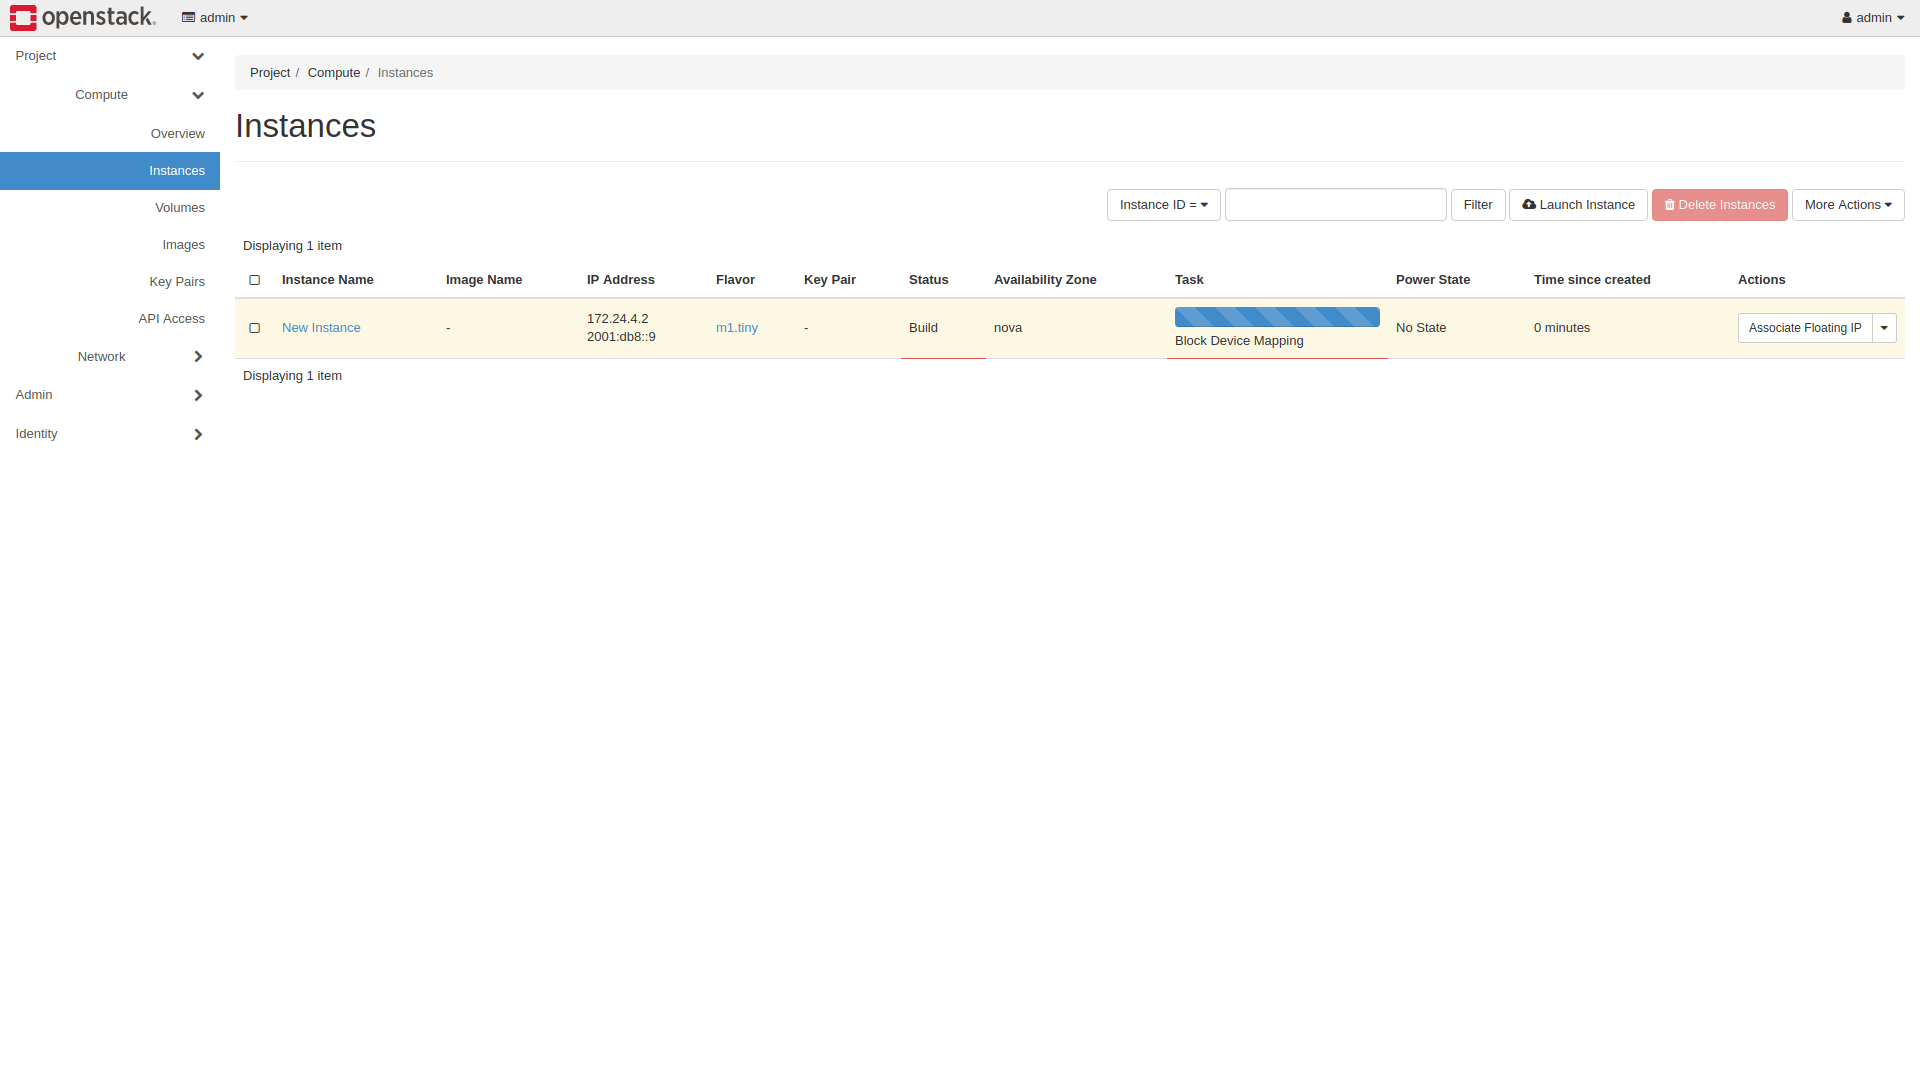 openstack. admin admin
Project
Compute
Overview
Instances
Volumes
Images
Key Pairs
API Access
Network
Admin
Identity
Project / Compute / Instances
Instances
Instance ID = Filter Launch Instance Delete Instances More Actions
Displaying 1 item
Instance Name Image Name IP Address Flavor Key Pair Status Availability Zone Task Power State Time since created Actions
New Instance - 172.24.4.2 m1.tiny - Build nova No State 0 minutes Associate Floating IP
2001:db8::9 Block Device Mapping
Displaying 1 item